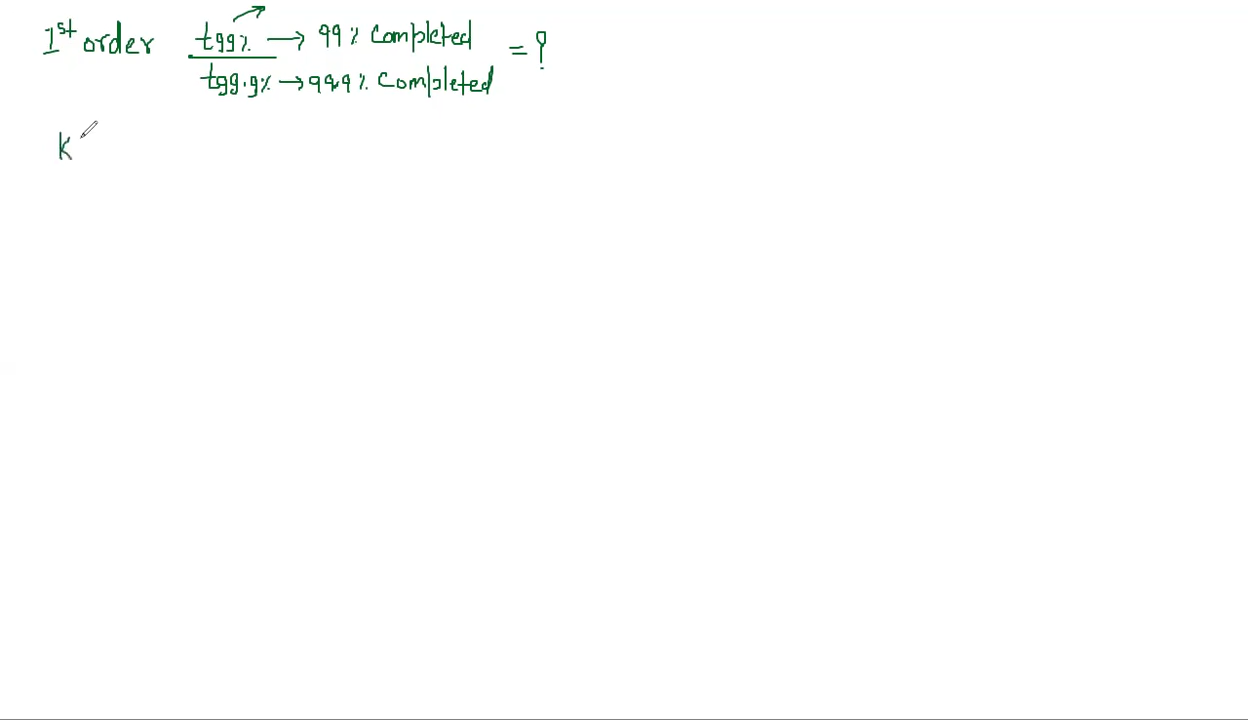 1st order t99% → 99% completed = ?
t99.9% → 99.9% completed
K